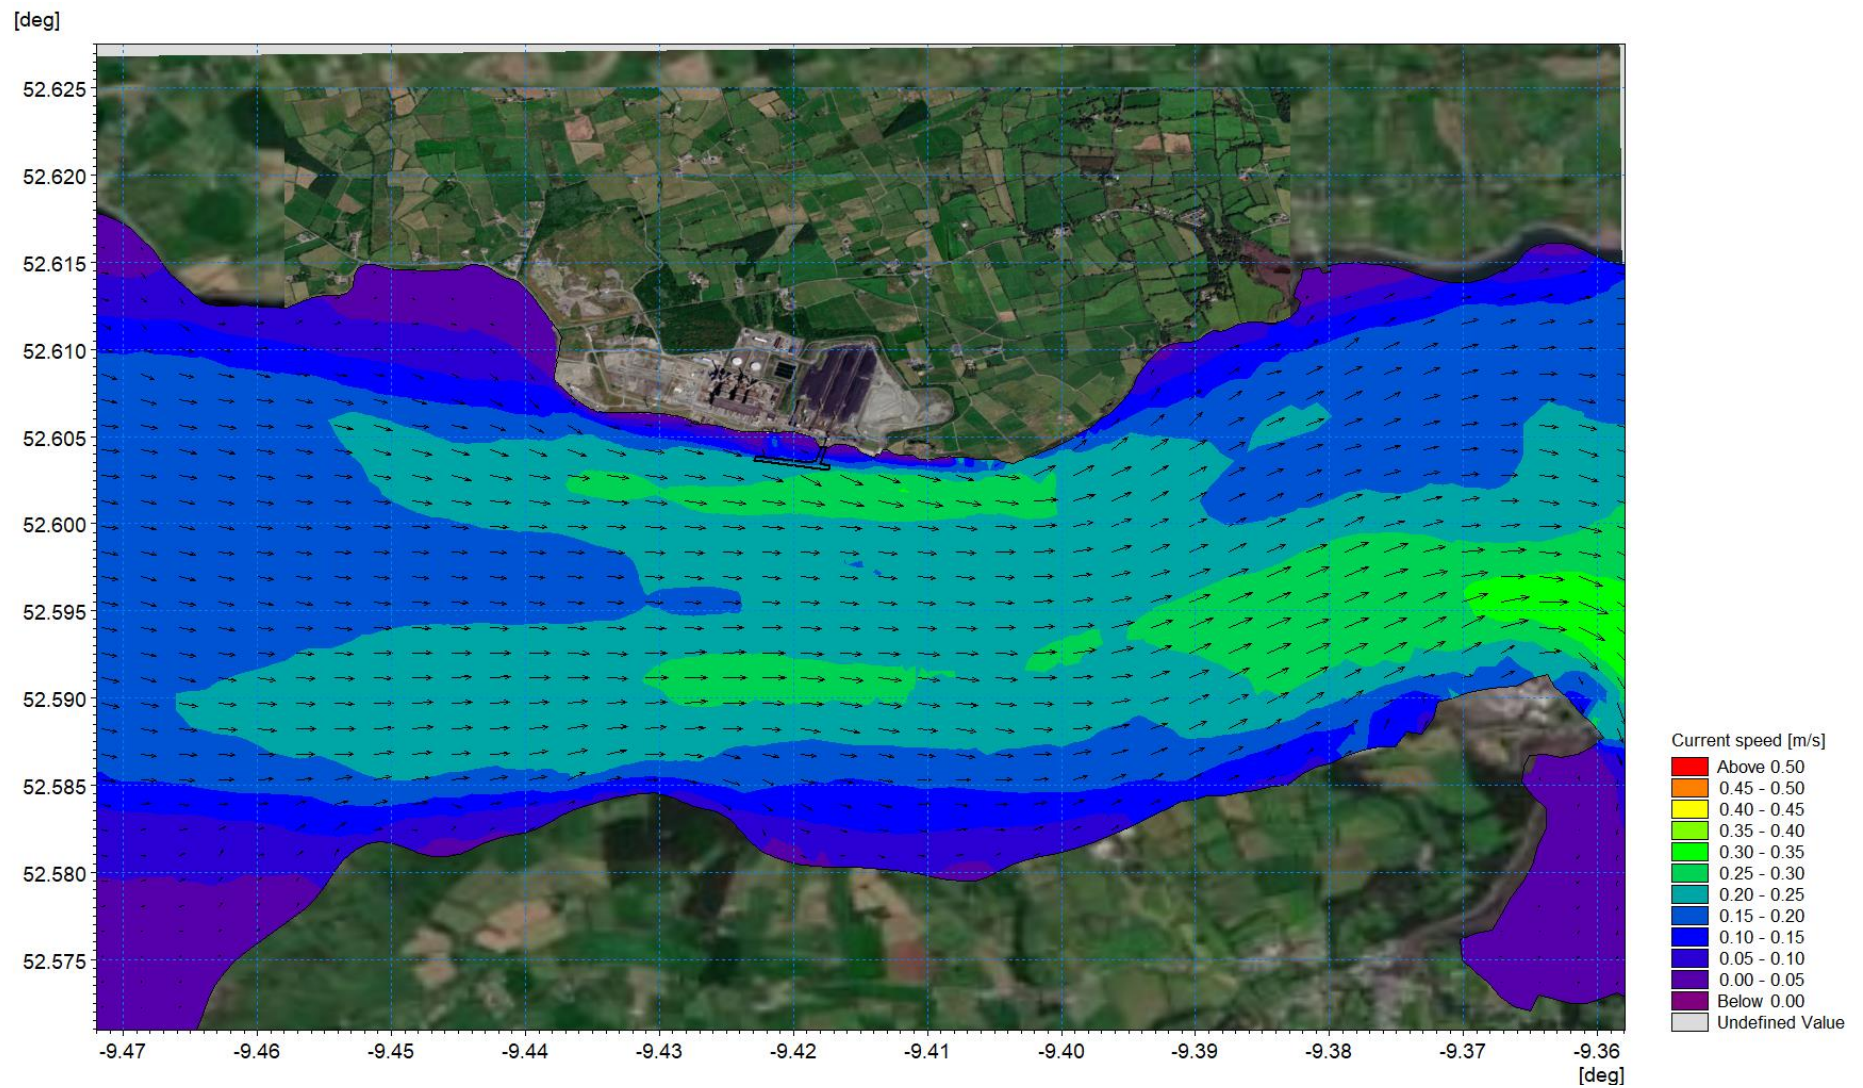 [deg]
52.625
52.620
52.615
52.610
52.605
52.600
52.595
52.590
52.585
52.580
52.575
-9.47 -9.46 -9.45 -9.44 -9.43 -9.42 -9.41 -9.40 -9.39 -9.38 -9.37 -9.36
[deg]
Current speed [m/s]
Above 0.50
0.45 - 0.50
0.40 - 0.45
0.35 - 0.40
0.30 - 0.35
0.25 - 0.30
0.20 - 0.25
0.15 - 0.20
0.10 - 0.15
0.05 - 0.10
0.00 - 0.05
Below 0.00
Undefined Value